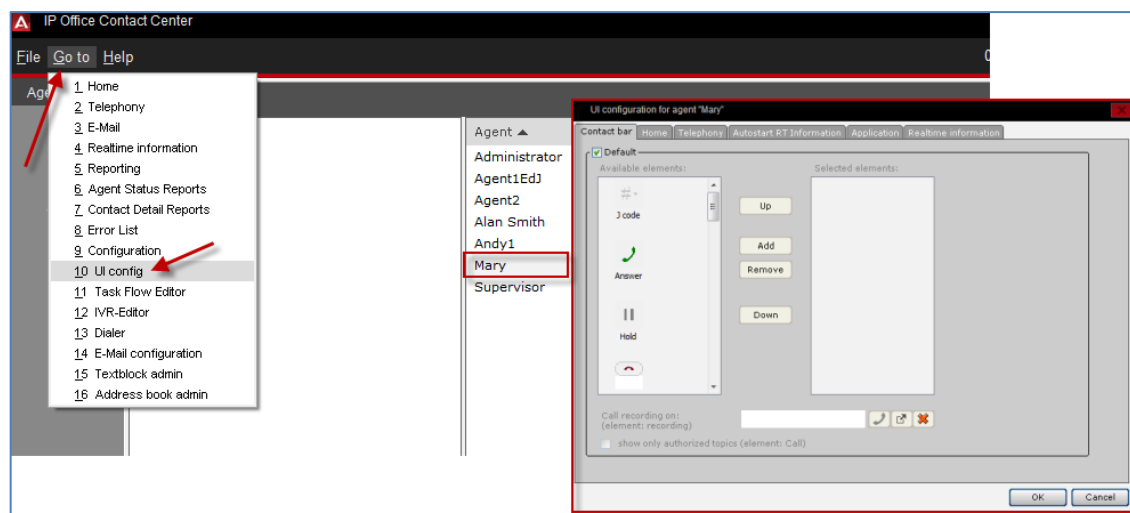 IP Office Contact Center
File Go to Help
Age
1 Home
2 Telephony
3 E-Mail
4 Realtime information
5 Reporting
6 Agent Status Reports
7 Contact Detail Reports
8 Error List
9 Configuration
10 UI config
11 Task Flow Editor
12 IVR-Editor
13 Dialer
14 E-Mail configuration
15 Textblock admin
16 Address book admin
Agent
Administrator
Agent1EdJ
Agent2
Alan Smith
Andy1
Mary
Supervisor
UI configuration for agent "Mary"
Contact bar Home Telephony Autostart RT Information Application Realtime information
Default
Available elements: Selected elements:
J code
Answer
Hold
Up
Add
Remove
Down
Call recording on:
(element: recording)
show only authorized topics (element: Call)
OK Cancel